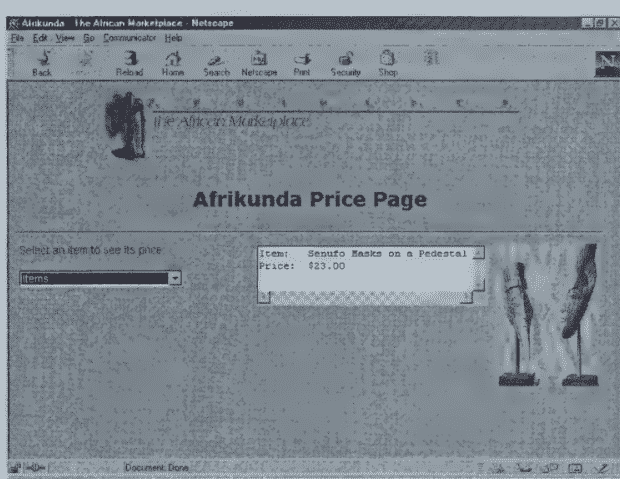 Afrikunda The African Marketplace - Netscape
File Edit View Go Communicator Help
Back Reload Home Search Netscape Print Security Shop
The African Marketplace
Afrikunda Price Page
Select an item to see its price
Items
Item: Senufo Masks on a Pedestal
Price: $23.00
Document: Done